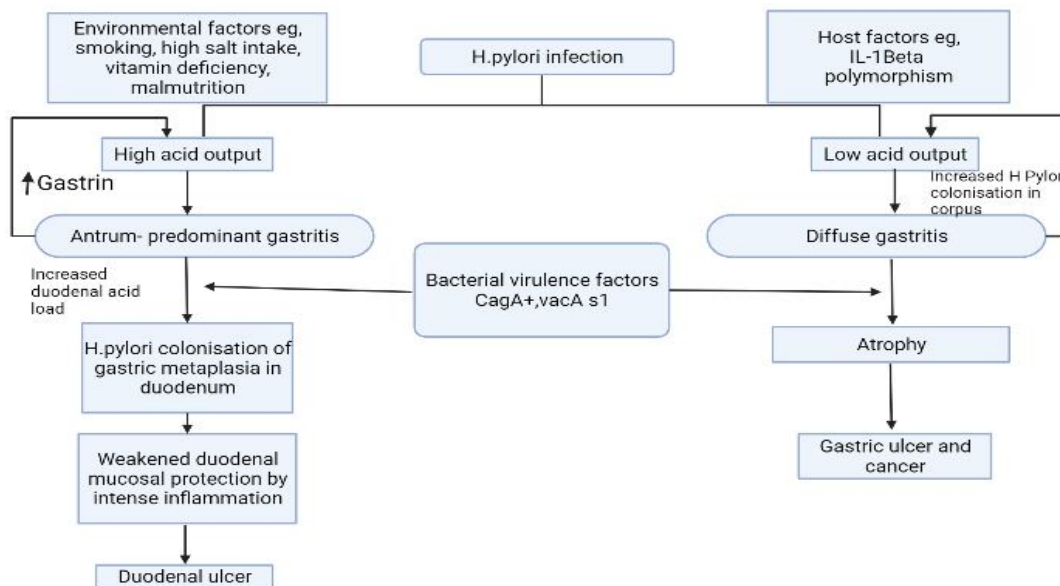 Environmental factors eg,
smoking, high salt intake,
vitamin deficiency,
malmutrition
H.pylori infection
Host factors eg,
IL-1Beta
polymorphism
High acid output
Low acid output
Gastrin
Increased H Pylor
colonisation in
corpus
Antrum- predominant gastritis
Diffuse gastritis
Increased
duodenal acid
load
Bacterial virulence factors
CagA+,vacA s1
H.pylori colonisation of
gastric metaplasia in
duodenum
Atrophy
Weakened duodenal
mucosal protection by
intense inflammation
Gastric ulcer and
cancer
Duodenal ulcer